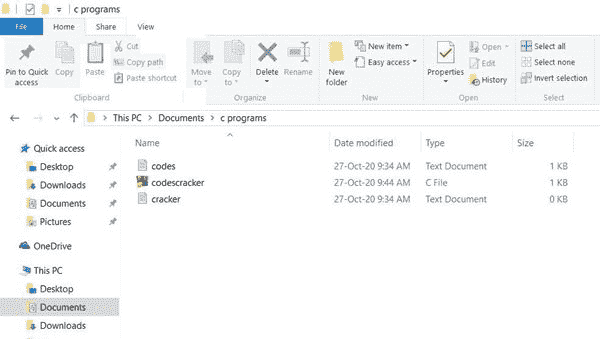 c programs
File Home Share View
Pin to Quick access
Copy
Paste
Cut
Copy path
Paste shortcut
Clipboard
Move to
Copy to
Delete
Rename
Organize
New folder
New item
Easy access
New
Properties
Open
Edit
History
Open
Select all
Select none
Invert selection
Select
This PC > Documents > c programs
Name Date modified Type Size
codes 27-Oct-20 9:34 AM Text Document 1 KB
codescracker 27-Oct-20 9:44 AM C File 1 KB
cracker 27-Oct-20 9:34 AM Text Document 0 KB
Quick access
Desktop
Downloads
Documents
Pictures
OneDrive
This PC
Desktop
Documents
Downloads